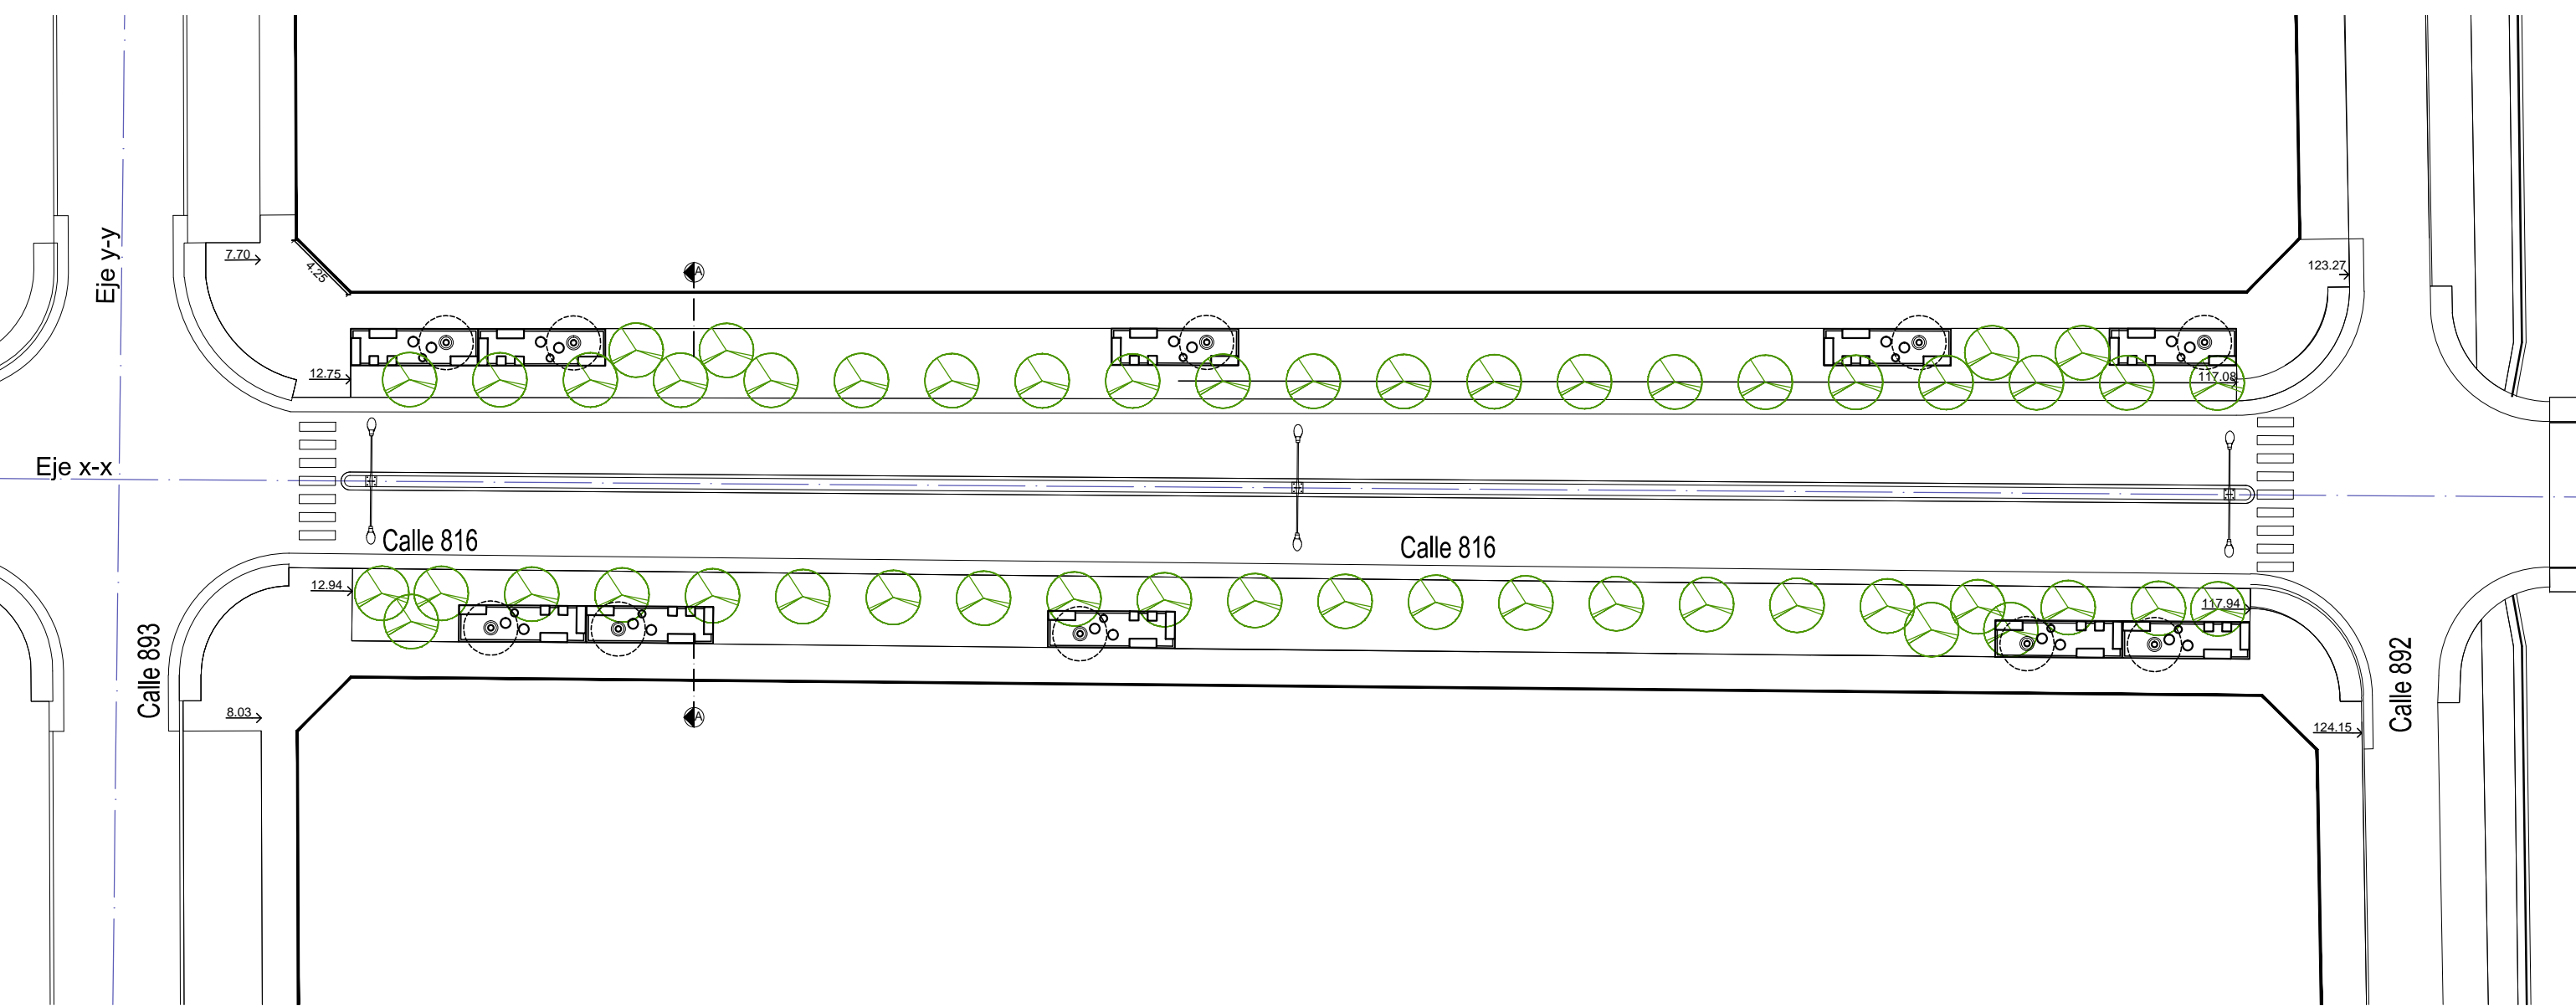 Eje y-y
7.70
4.25
A
123.27
12.75
117.08
Eje x-x
Calle 816
Calle 816
12.94
117.94
Calle 893
Calle 892
8.03
A
124.15